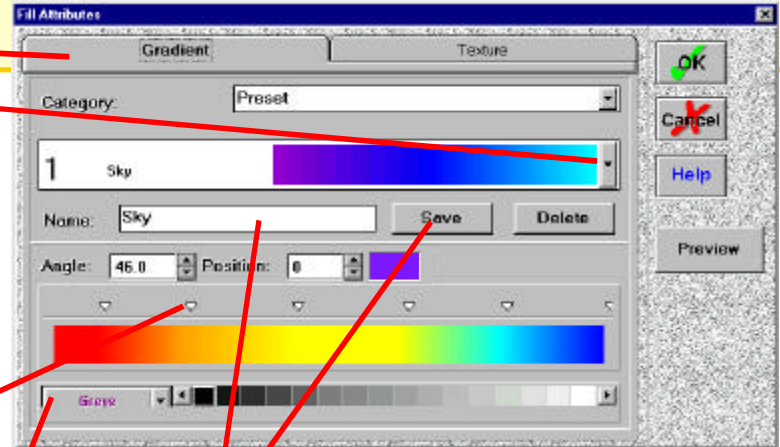 Fill Attributes
Gradient Texture
OK
Category: Preset
Cancel
1 Sky
Help
Name: Sky Save Delete
Preview
Angle: 46.0 Position: 0
Greys